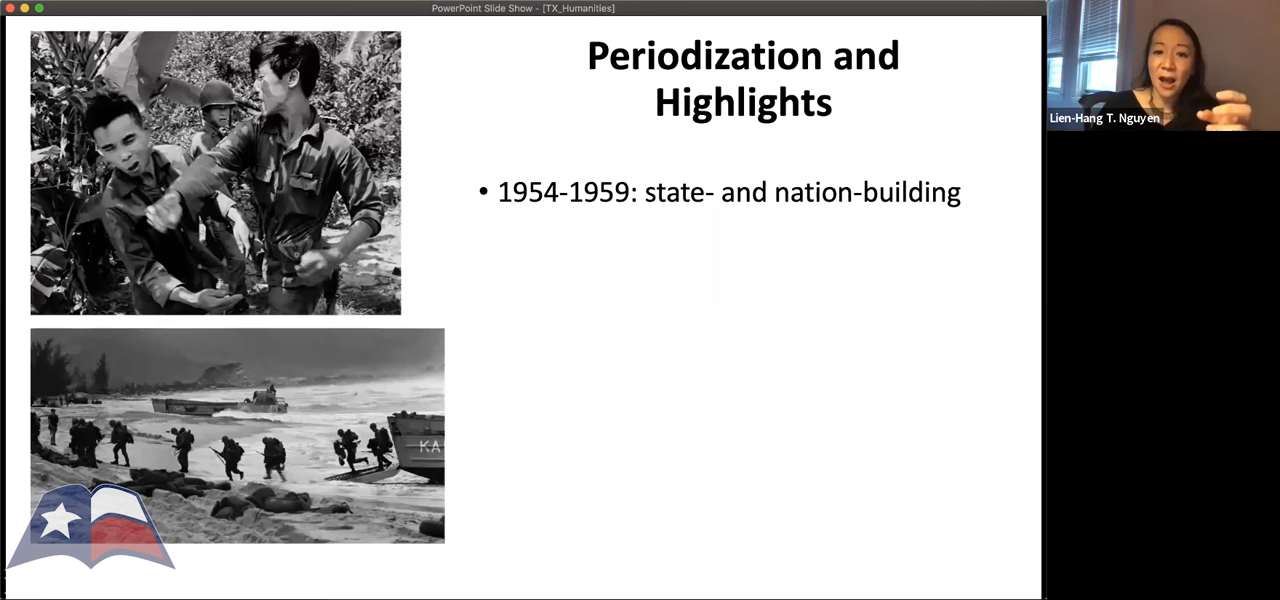 PowerPoint Slide Show - [TX_Humanities]
Periodization and
Highlights
• 1954-1959: state- and nation-building
Lien-Hang T. Nguyen
KA